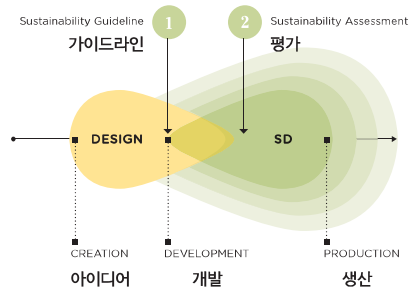 Sustainability Guideline
가이드라인
1
2
Sustainability Assessment
평가
DESIGN
SD
CREATION
아이디어
DEVELOPMENT
개발
PRODUCTION
생산